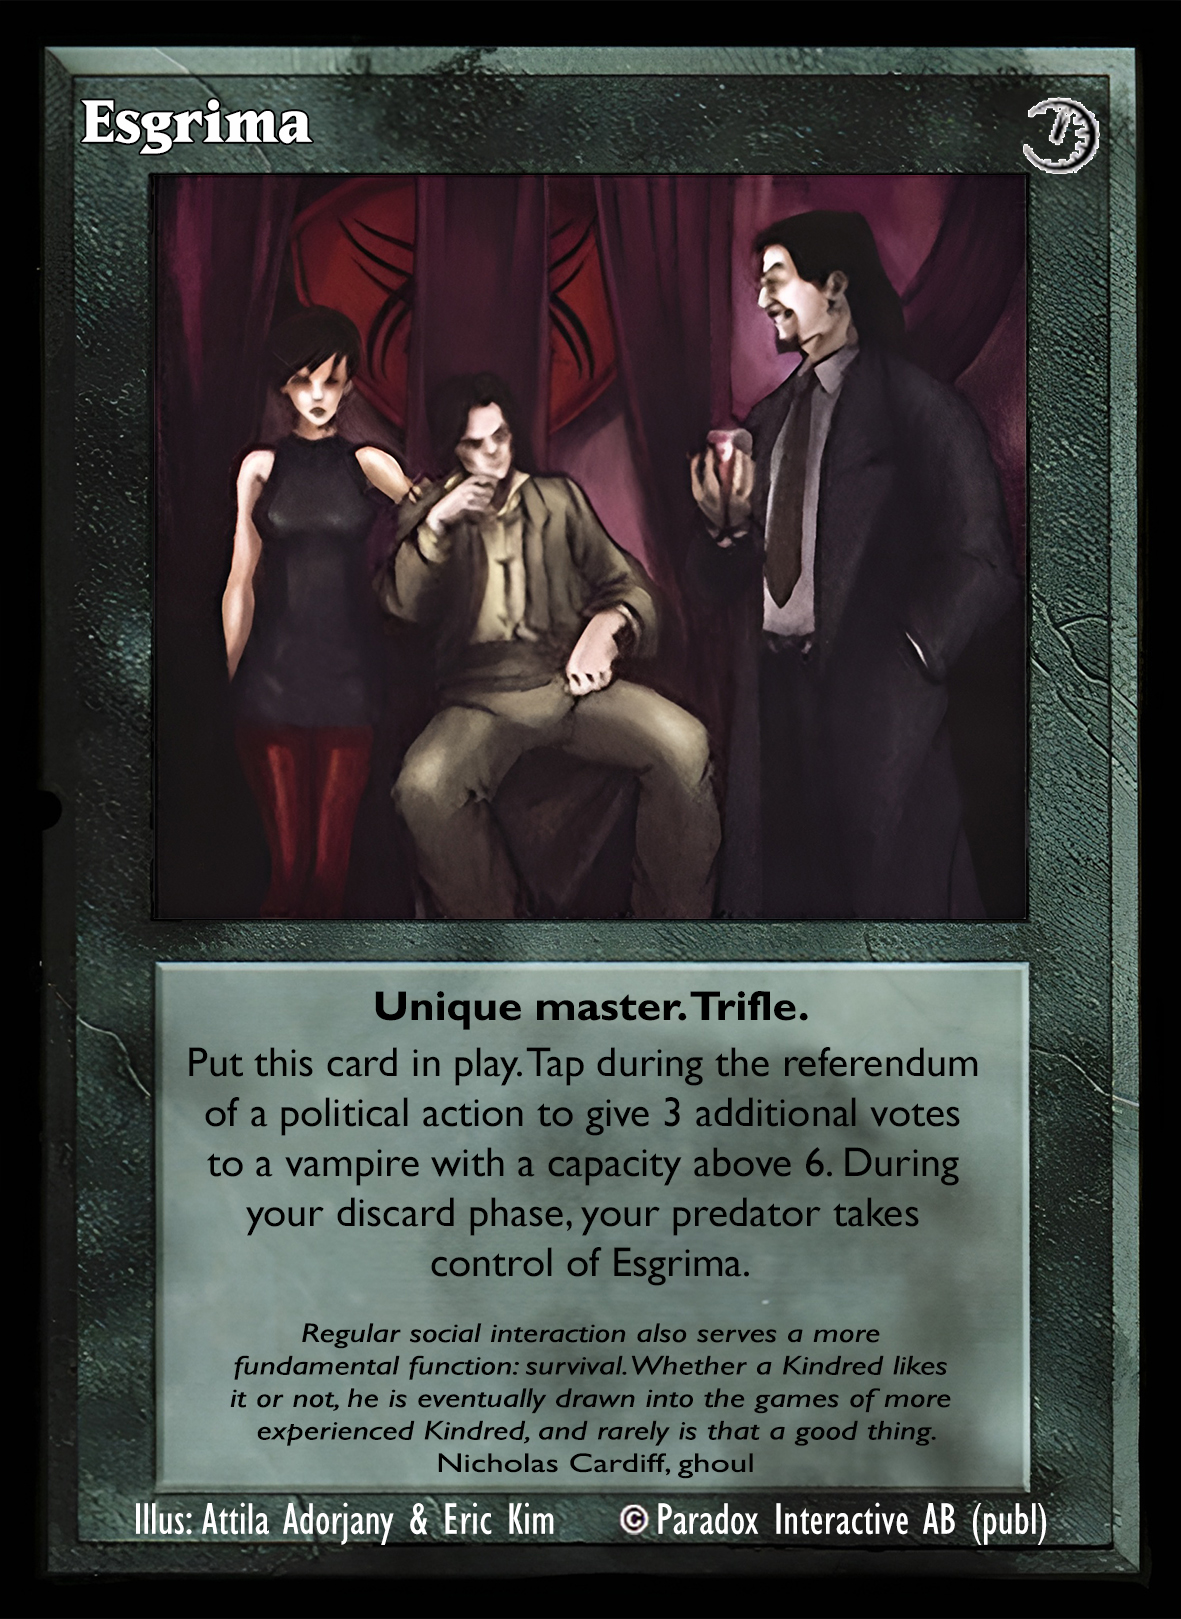 Esgrima
Unique master. Trifle.
Put this card in play. Tap during the referendum
of a political action to give 3 additional votes
to a vampire with a capacity above 6. During
your discard phase, your predator takes
control of Esgrima.
Regular social interaction also serves a more
fundamental function: survival. Whether a Kindred likes
it or not, he is eventually drawn into the games of more
experienced Kindred, and rarely is that a good thing.
Nicholas Cardiff, ghoul
Illus: Attila Adorjany & Eric Kim © Paradox Interactive AB (publ)